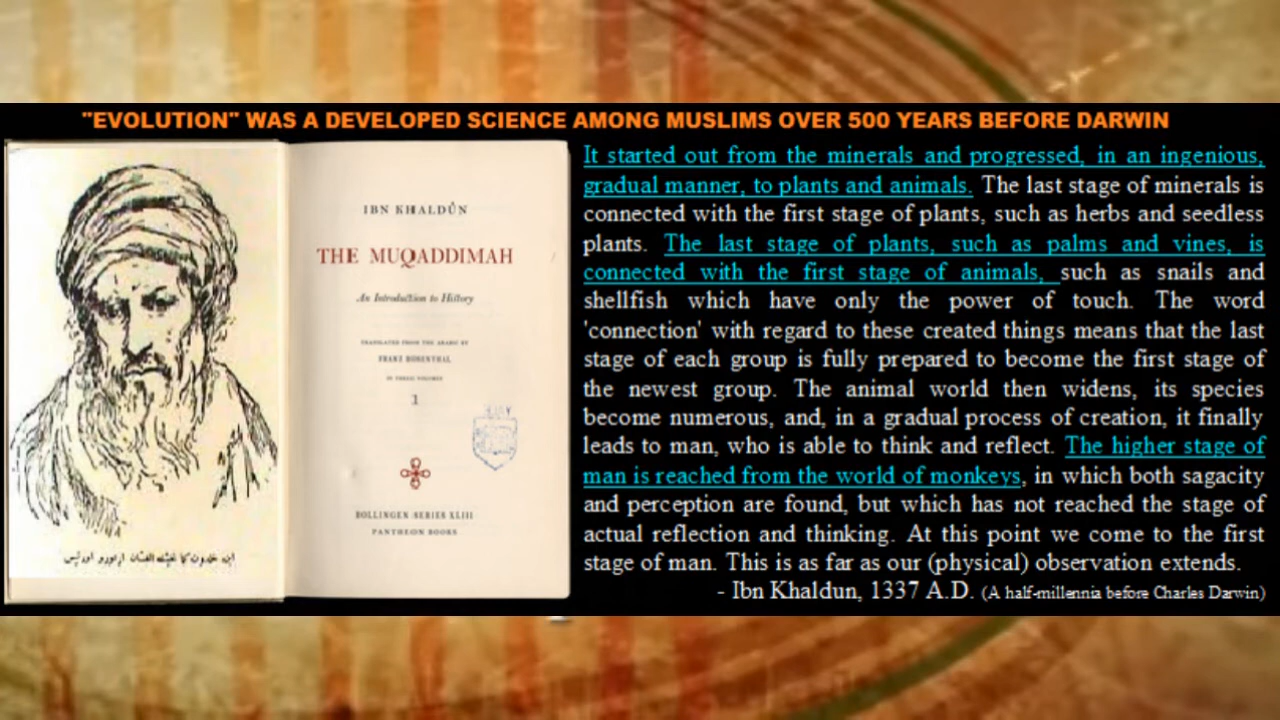 "EVOLUTION" WAS A DEVELOPED SCIENCE AMONG MUSLIMS OVER 500 YEARS BEFORE DARWIN
ابن خلدون كما تخيله الفنان
IBN KHALDÛN
THE MUQADDIMAH
An Introduction to History
TRANSLATED FROM THE ARABIC BY
FRANZ ROSENTHAL
IN THREE VOLUMES
1
BOLLINGEN SERIES XLIII
PANTHEON BOOKS
It started out from the minerals and progressed, in an ingenious,
gradual manner, to plants and animals. The last stage of minerals is
connected with the first stage of plants, such as herbs and seedless
plants. The last stage of plants, such as palms and vines, is
connected with the first stage of animals, such as snails and
shellfish which have only the power of touch. The word
'connection' with regard to these created things means that the last
stage of each group is fully prepared to become the first stage of
the newest group. The animal world then widens, its species
become numerous, and, in a gradual process of creation, it finally
leads to man, who is able to think and reflect. The higher stage of
man is reached from the world of monkeys, in which both sagacity
and perception are found, but which has not reached the stage of
actual reflection and thinking. At this point we come to the first
stage of man. This is as far as our (physical) observation extends.
- Ibn Khaldun, 1337 A.D. (A half-millennia before Charles Darwin)